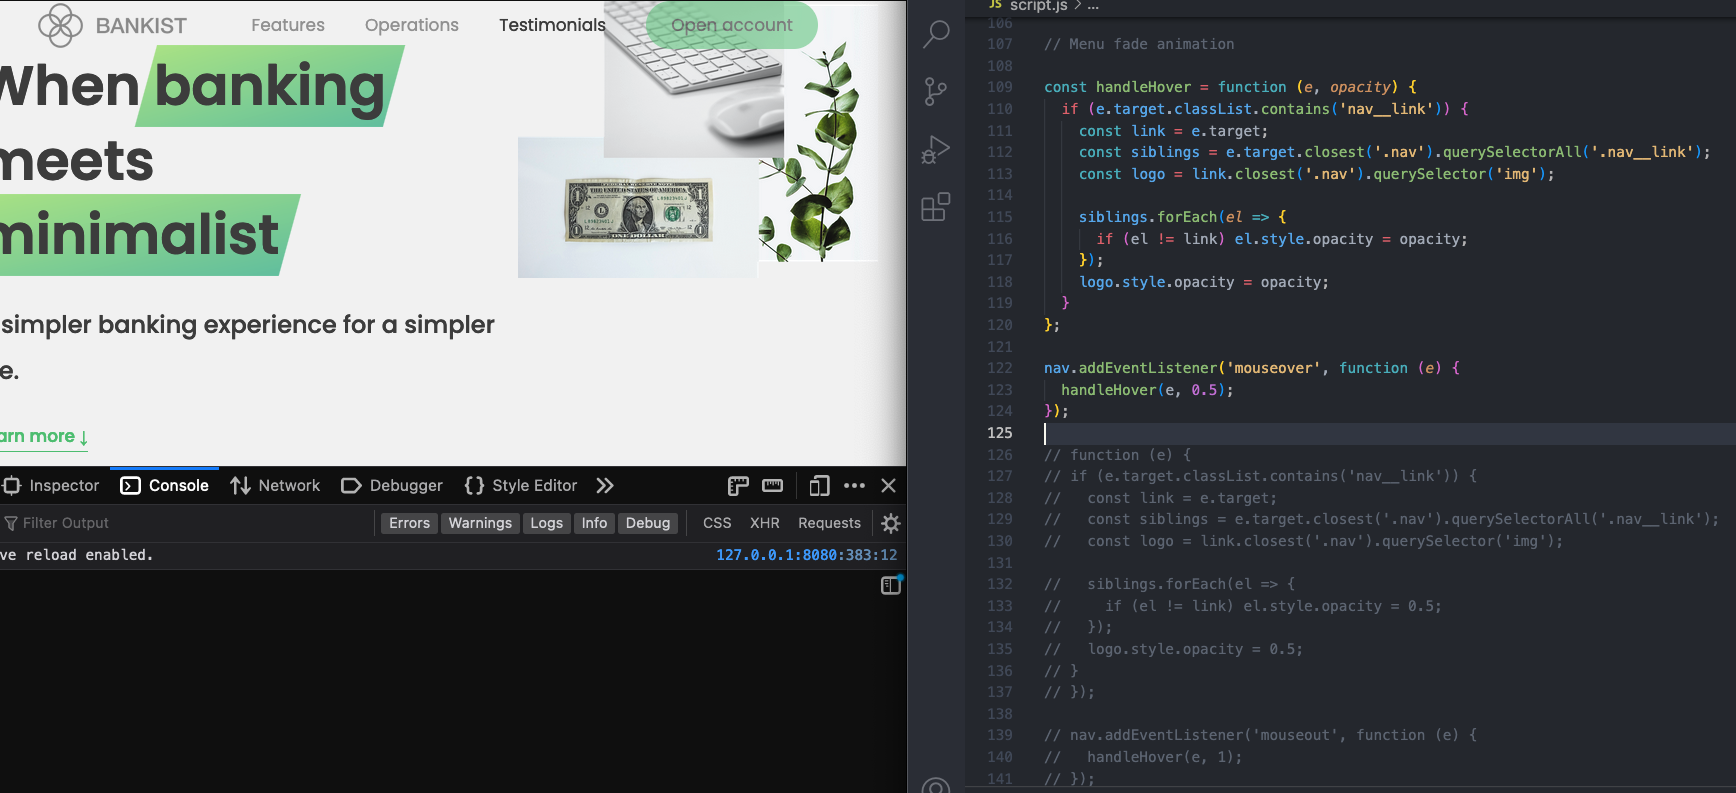 BANKIST
Features
Operations
Testimonials
Open account
When banking
meets
minimalist
simpler banking experience for a simpler
e.
arn more ↓
Inspector
Console
Network
Debugger
{} Style Editor
Filter Output
Errors
Warnings
Logs
Info
Debug
CSS
XHR
Requests
ve reload enabled.
127.0.0.1:8080:383:12
JS script.js > ...
106
107 // Menu fade animation
108
109 const handleHover = function (e, opacity) {
110   if (e.target.classList.contains('nav__link')) {
111     const link = e.target;
112     const siblings = e.target.closest('.nav').querySelectorAll('.nav__link');
113     const logo = link.closest('.nav').querySelector('img');
114
115     siblings.forEach(el => {
116       if (el != link) el.style.opacity = opacity;
117     });
118     logo.style.opacity = opacity;
119   }
120 };
121
122 nav.addEventListener('mouseover', function (e) {
123   handleHover(e, 0.5);
124 });
125
126 // function (e) {
127 // if (e.target.classList.contains('nav__link')) {
128 //   const link = e.target;
129 //   const siblings = e.target.closest('.nav').querySelectorAll('.nav__link');
130 //   const logo = link.closest('.nav').querySelector('img');
131
132 //   siblings.forEach(el => {
133 //     if (el != link) el.style.opacity = 0.5;
134 //   });
135 //   logo.style.opacity = 0.5;
136 // }
137 // });
138
139 // nav.addEventListener('mouseout', function (e) {
140 //   handleHover(e, 1);
141 // });